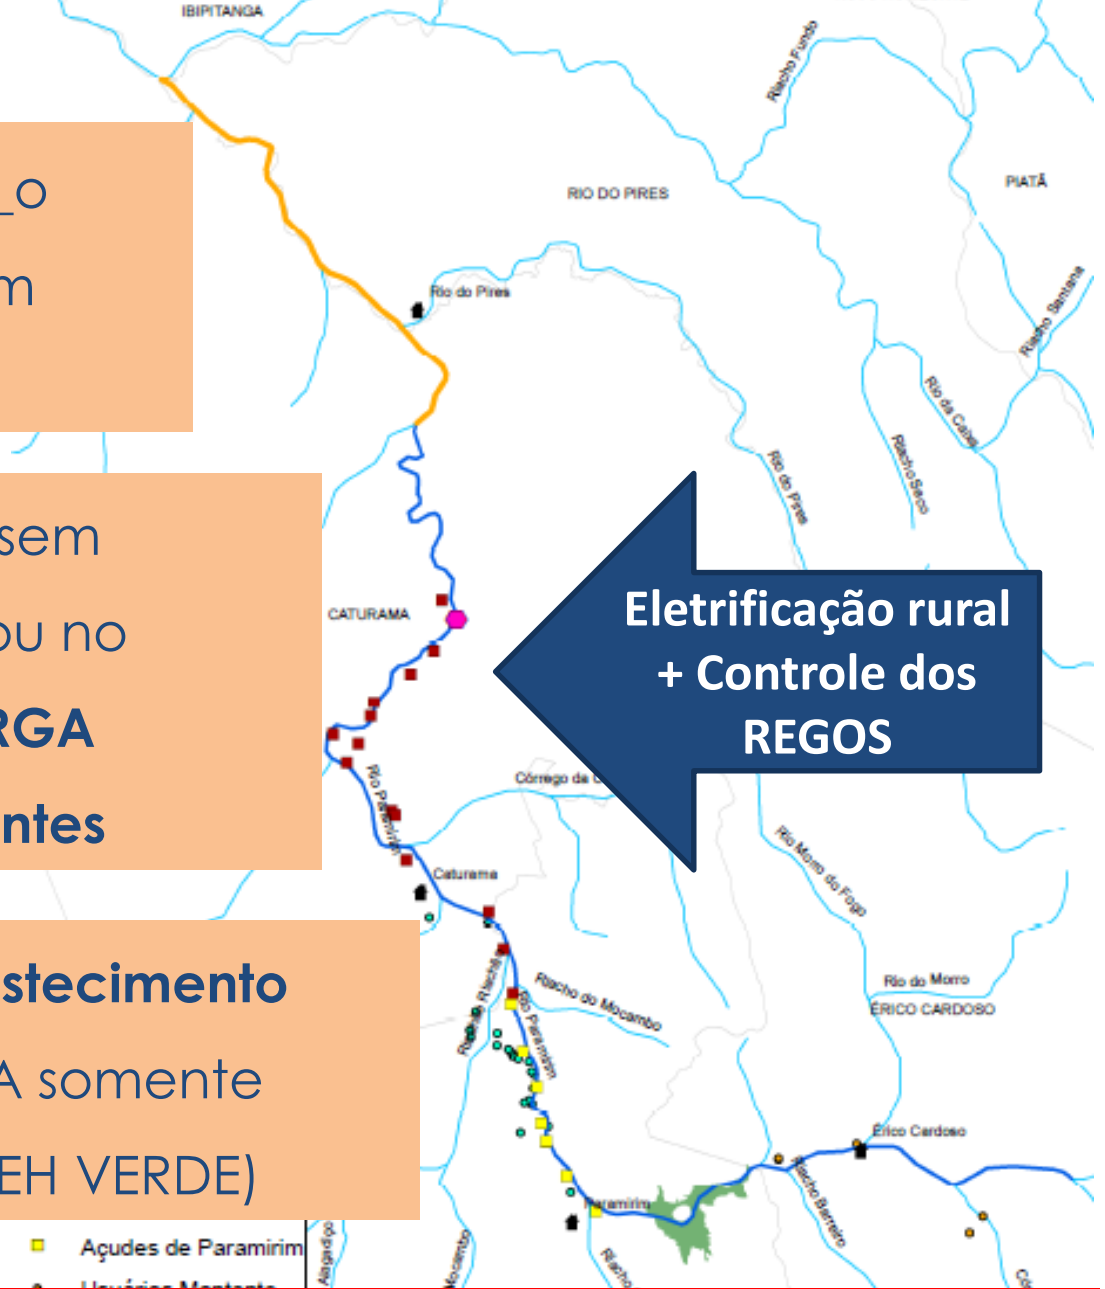 IBIPITANGA
Riacho Fundo
_o
m
RIO DO PIRES
PIATÃ
Rio do Pires
Riacho Santana
Rio da Caixa
Riacho Seco
Rio do Pires
sem
ou no
RGA
ntes
CATURAMA
Eletrificação rural
+ Controle dos
REGOS
Rio Paramirim
Córrego da
Caturama
Rio Morro do Fogo
stecimento
A somente
EH VERDE)
Riacho do Mocambo
Rio Paramirim
Rio do Morro
ÉRICO CARDOSO
Érico Cardoso
Paramirim
Riacho Barreiro
Riacho
Alagadiço
Mocambo
Açudes de Paramirim